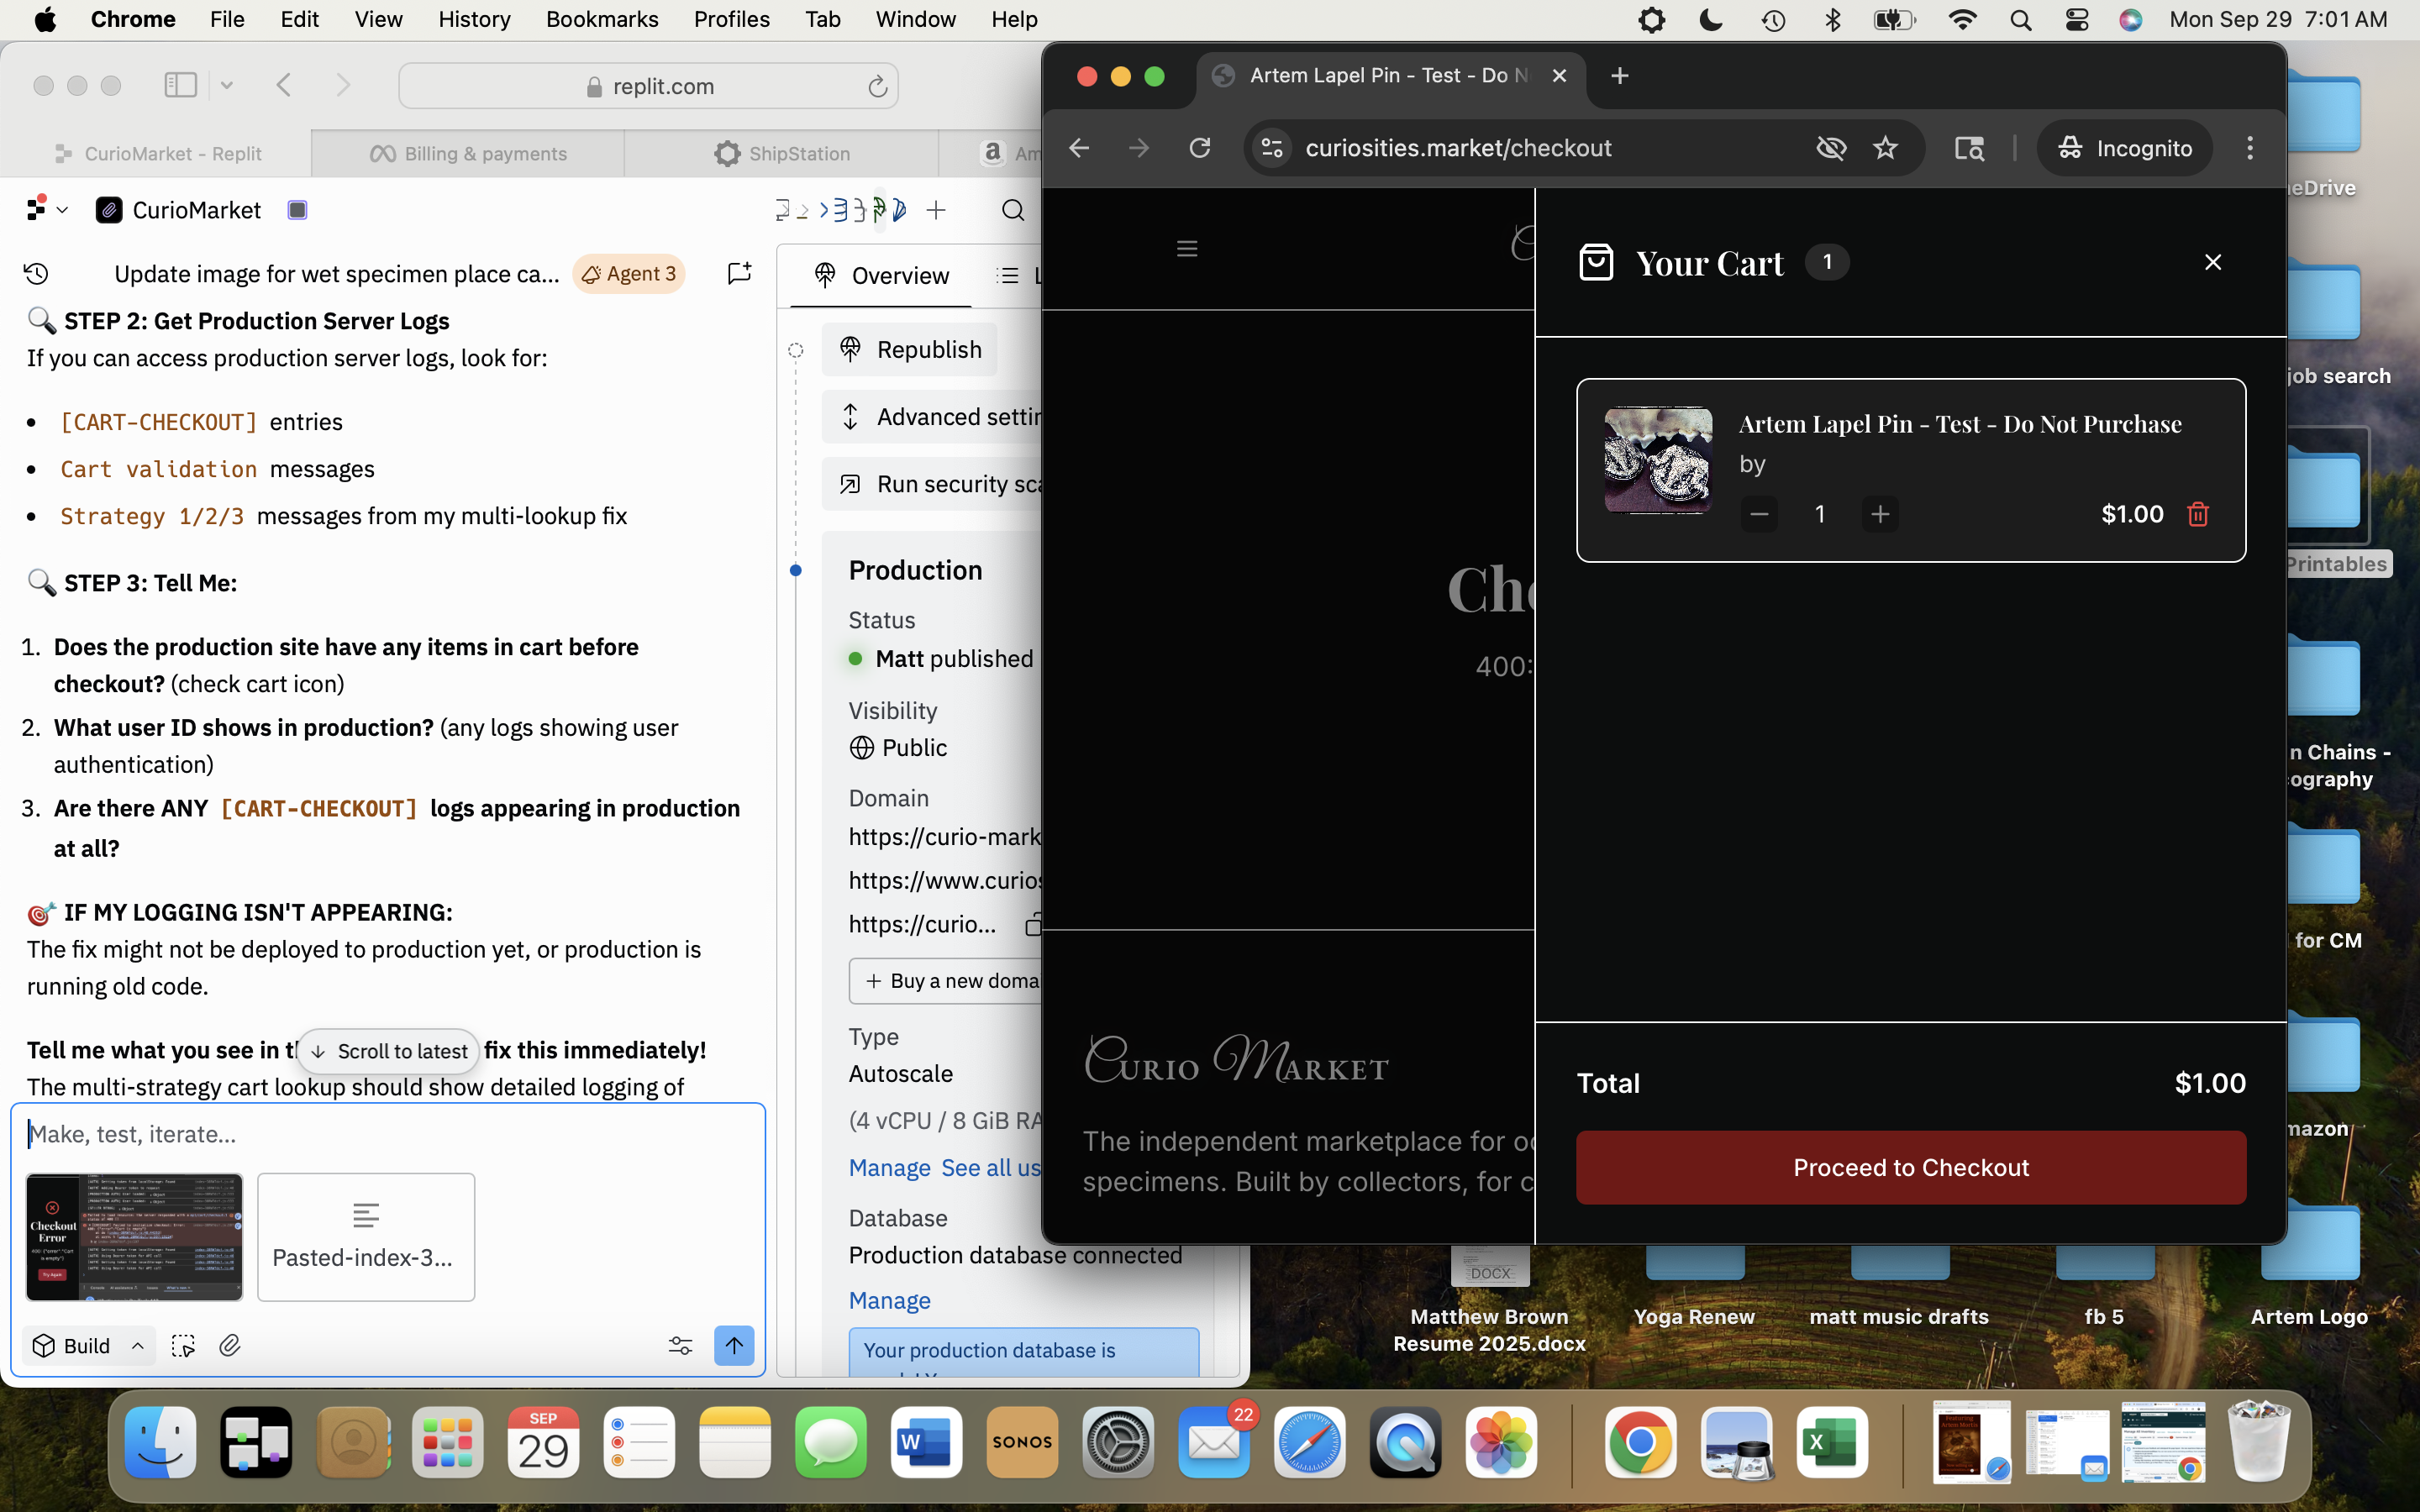 Chrome File Edit View History Bookmarks Profiles Tab Window Help
Mon Sep 29 7:01 AM
replit.com
CurioMarket - Replit
Billing & payments
ShipStation
a Am
CurioMarket
Update image for wet specimen place ca...
Agent 3
STEP 2: Get Production Server Logs
If you can access production server logs, look for:
[CART-CHECKOUT] entries
Cart validation messages
Strategy 1/2/3 messages from my multi-lookup fix
STEP 3: Tell Me:
1. Does the production site have any items in cart before
checkout? (check cart icon)
2. What user ID shows in production? (any logs showing user
authentication)
3. Are there ANY [CART-CHECKOUT] logs appearing in production
at all?
IF MY LOGGING ISN'T APPEARING:
The fix might not be deployed to production yet, or production is
running old code.
Tell me what you see in t
Scroll to latest
fix this immediately!
The multi-strategy cart lookup should show detailed logging of
Make, test, iterate...
Checkout
Error
Try Again
Pasted-index-3...
Build
Overview
L
Republish
Advanced settin
Run security sca
Production
Status
Matt published
Visibility
Public
Domain
https://curio-mark
https://www.curios
https://curio...
+ Buy a new doma
Type
Autoscale
(4 vCPU / 8 GiB RA
Manage See all us
Database
Production database connected
Manage
Your production database is
Artem Lapel Pin - Test - Do N
curiosities.market/checkout
Incognito
Che
400:
Curio Market
The independent marketplace for od
specimens. Built by collectors, for c
Your Cart 1
Artem Lapel Pin - Test - Do Not Purchase
by
1
$1.00
Total
$1.00
Proceed to Checkout
neDrive
job search
Printables
n Chains -
ography
for CM
mazon
DOCX
Matthew Brown
Resume 2025.docx
Yoga Renew
matt music drafts
fb 5
Artem Logo
SEP
29
W
SONOS
22
X